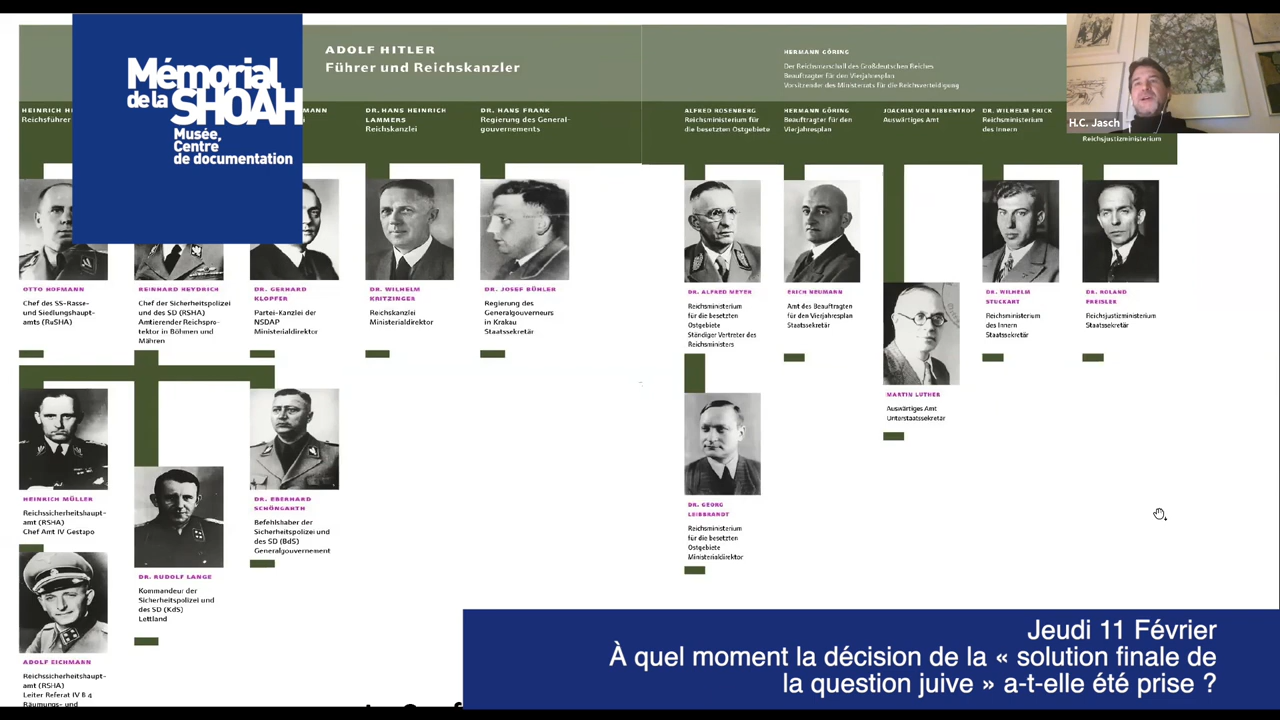 Mémorial
de la SHOAH
Musée,
Centre
de documentation
ADOLF HITLER
Führer und Reichskanzler
HERMANN GÖRING
Der Reichsmarschall des Großdeutschen Reiches
Beauftragter für den Vierjahresplan
Vorsitzender des Ministerrats für die Reichsverteidigung
H.C. Jasch
HEINRICH
Reichsführer
DR. HANS HEINRICH
LAMMERS
Reichskanzlei
DR. HANS FRANK
Regierung des General-
gouvernements
ALFRED ROSENBERG
Reichsministerium für
die besetzten Ostgebiete
HERMANN GÖRING
Beauftragter für den
Vierjahresplan
JOACHIM VON RIBBENTROP
Auswärtiges Amt
DR. WILHELM FRICK
Reichsministerium
des Innern
Reichsjustizministerium
OTTO HOFMANN
Chef des SS-Rasse-
und Siedlungshaupt-
amts (RuSHA)
REINHARD HEYDRICH
Chef der Sicherheitspolizei
und des SD (RSHA)
Amtierender Reichspro-
tektor in Böhmen und
Mähren
DR. GERHARD
KLOPFER
Partei-Kanzlei der
NSDAP
Ministerialdirektor
DR. WILHELM
KRITZINGER
Reichskanzlei
Ministerialdirektor
DR. JOSEF BÜHLER
Regierung des
Generalgouverneurs
in Krakau
Staatssekretär
DR. ALFRED MEYER
Reichsministerium
für die besetzten
Ostgebiete
Ständiger Vertreter des
Reichsministers
ERICH NEUMANN
Amt des Beauftragten
für den Vierjahresplan
Staatssekretär
MARTIN LUTHER
Auswärtiges Amt
Unterstaatssekretär
DR. WILHELM
STUCKART
Reichsministerium
des Innern
Staatssekretär
DR. ROLAND
FREISLER
Reichsjustizministerium
Staatssekretär
HEINRICH MÜLLER
Reichssicherheitshaupt-
amt (RSHA)
Chef Amt IV Gestapo
DR. RUDOLF LANGE
Kommandeur der
Sicherheitspolizei und
des SD (KdS)
Lettland
DR. EBERHARD
SCHÖNGARTH
Befehlshaber der
Sicherheitspolizei und
des SD (BdS)
Generalgouvernement
DR. GEORG
LEIBBRANDT
Reichsministerium
für die besetzten
Ostgebiete
Ministerialdirektor
ADOLF EICHMANN
Reichssicherheitshaupt-
amt (RSHA)
Leiter Referat IV B 4
Räumungs- und
Jeudi 11 Février
À quel moment la décision de la « solution finale de
la question juive » a-t-elle été prise ?